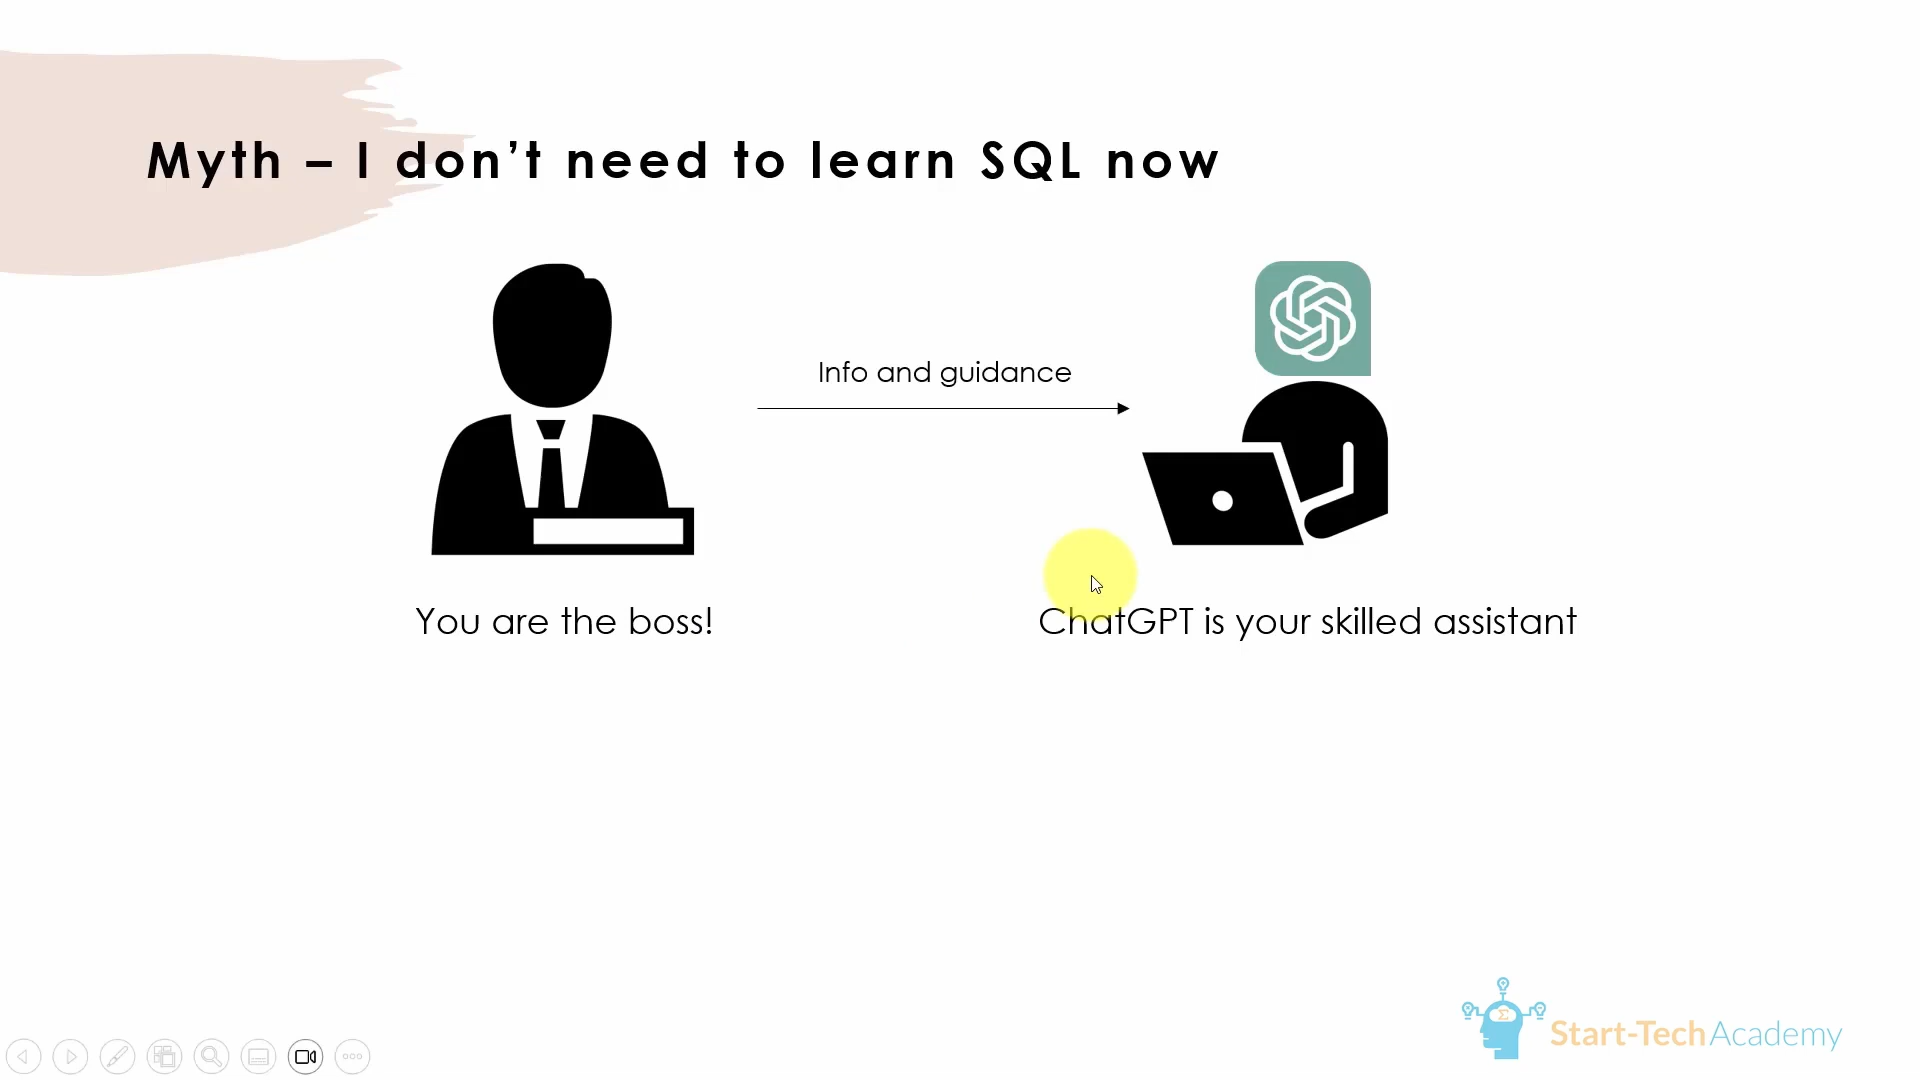 Myth – I don’t need to learn SQL now
Info and guidance
You are the boss!
ChatGPT is your skilled assistant
Σ
Start-Tech Academy